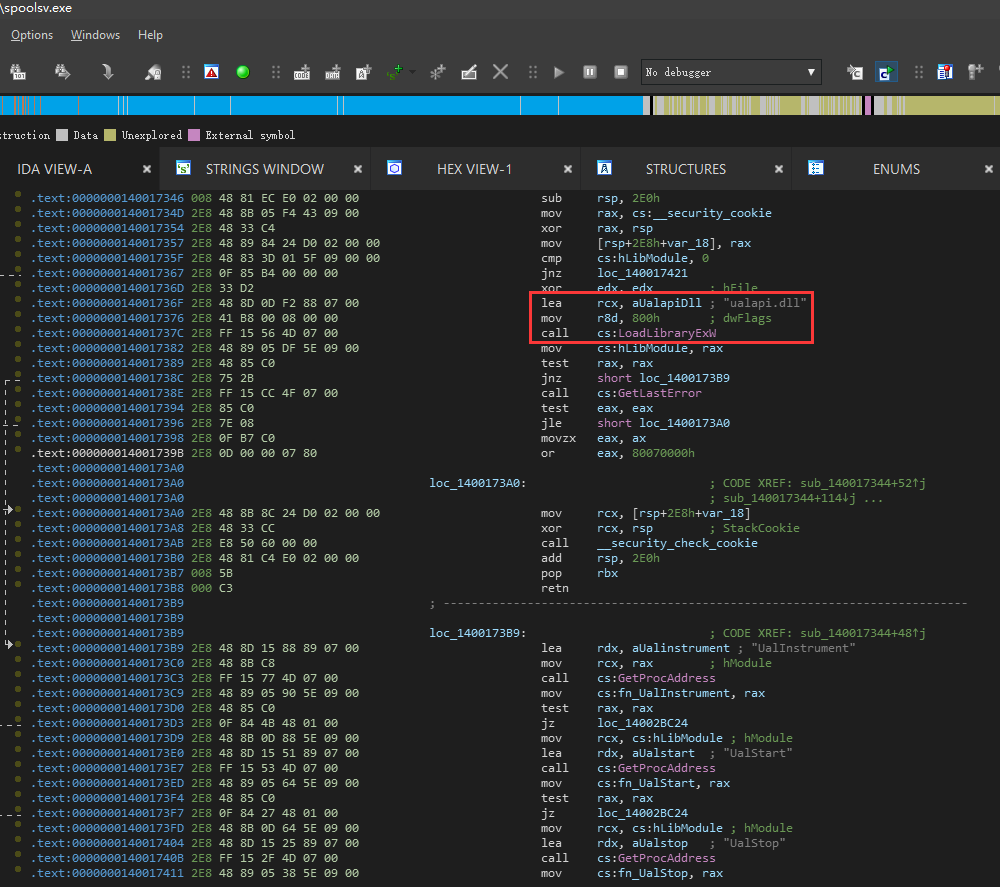 \spoolsv.exe
Options Windows Help
No debugger
struction Data Unexplored External symbol
IDA VIEW-A STRINGS WINDOW HEX VIEW-1 STRUCTURES ENUMS
.text:0000000140017346 008 48 81 EC E0 02 00 00 sub rsp, 2E0h
.text:000000014001734D 2E8 48 8B 05 F4 43 09 00 mov rax, cs:__security_cookie
.text:0000000140017354 2E8 48 33 C4 xor rax, rsp
.text:0000000140017357 2E8 48 89 84 24 D0 02 00 00 mov [rsp+2E8h+var_18], rax
.text:000000014001735F 2E8 48 83 3D 01 5F 09 00 00 cmp cs:hLibModule, 0
.text:0000000140017367 2E8 0F 85 B4 00 00 00 jnz loc_140017421
.text:000000014001736D 2E8 33 D2 xor edx, edx ; hFile
.text:000000014001736F 2E8 48 8D 0D F2 88 07 00 lea rcx, aUalapiDll ; "ualapi.dll"
.text:0000000140017376 2E8 41 B8 00 08 00 00 mov r8d, 800h ; dwFlags
.text:000000014001737C 2E8 FF 15 56 4D 07 00 call cs:LoadLibraryExW
.text:0000000140017382 2E8 48 89 05 DF 5E 09 00 mov cs:hLibModule, rax
.text:0000000140017389 2E8 48 85 C0 test rax, rax
.text:000000014001738C 2E8 75 2B jnz short loc_1400173B9
.text:000000014001738E 2E8 FF 15 CC 4F 07 00 call cs:GetLastError
.text:0000000140017394 2E8 85 C0 test eax, eax
.text:0000000140017396 2E8 7E 08 jle short loc_1400173A0
.text:0000000140017398 2E8 0F B7 C0 movzx eax, ax
.text:000000014001739B 2E8 0D 00 00 07 80 or eax, 80070000h
.text:00000001400173A0
.text:00000001400173A0 loc_1400173A0: ; CODE XREF: sub_140017344+52↑j
.text:00000001400173A0 ; sub_140017344+114↓j ...
.text:00000001400173A0 2E8 48 8B 8C 24 D0 02 00 00 mov rcx, [rsp+2E8h+var_18]
.text:00000001400173A8 2E8 48 33 CC xor rcx, rsp ; StackCookie
.text:00000001400173AB 2E8 E8 50 60 00 00 call __security_check_cookie
.text:00000001400173B0 2E8 48 81 C4 E0 02 00 00 add rsp, 2E0h
.text:00000001400173B7 008 5B pop rbx
.text:00000001400173B8 000 C3 retn
.text:00000001400173B9 ; ---------------------------------------------------------------------------
.text:00000001400173B9
.text:00000001400173B9 loc_1400173B9: ; CODE XREF: sub_140017344+48↑j
.text:00000001400173B9 2E8 48 8D 15 88 89 07 00 lea rdx, aUalinstrument ; "UalInstrument"
.text:00000001400173C0 2E8 48 8B C8 mov rcx, rax ; hModule
.text:00000001400173C3 2E8 FF 15 77 4D 07 00 call cs:GetProcAddress
.text:00000001400173C9 2E8 48 89 05 90 5E 09 00 mov cs:fn_UalInstrument, rax
.text:00000001400173D0 2E8 48 85 C0 test rax, rax
.text:00000001400173D3 2E8 0F 84 4B 48 01 00 jz loc_14002BC24
.text:00000001400173D9 2E8 48 8B 0D 88 5E 09 00 mov rcx, cs:hLibModule ; hModule
.text:00000001400173E0 2E8 48 8D 15 51 89 07 00 lea rdx, aUalstart ; "UalStart"
.text:00000001400173E7 2E8 FF 15 53 4D 07 00 call cs:GetProcAddress
.text:00000001400173ED 2E8 48 89 05 64 5E 09 00 mov cs:fn_UalStart, rax
.text:00000001400173F4 2E8 48 85 C0 test rax, rax
.text:00000001400173F7 2E8 0F 84 27 48 01 00 jz loc_14002BC24
.text:00000001400173FD 2E8 48 8B 0D 64 5E 09 00 mov rcx, cs:hLibModule ; hModule
.text:0000000140017404 2E8 48 8D 15 25 89 07 00 lea rdx, aUalstop ; "UalStop"
.text:000000014001740B 2E8 FF 15 2F 4D 07 00 call cs:GetProcAddress
.text:0000000140017411 2E8 48 89 05 38 5E 09 00 mov cs:fn_UalStop, rax